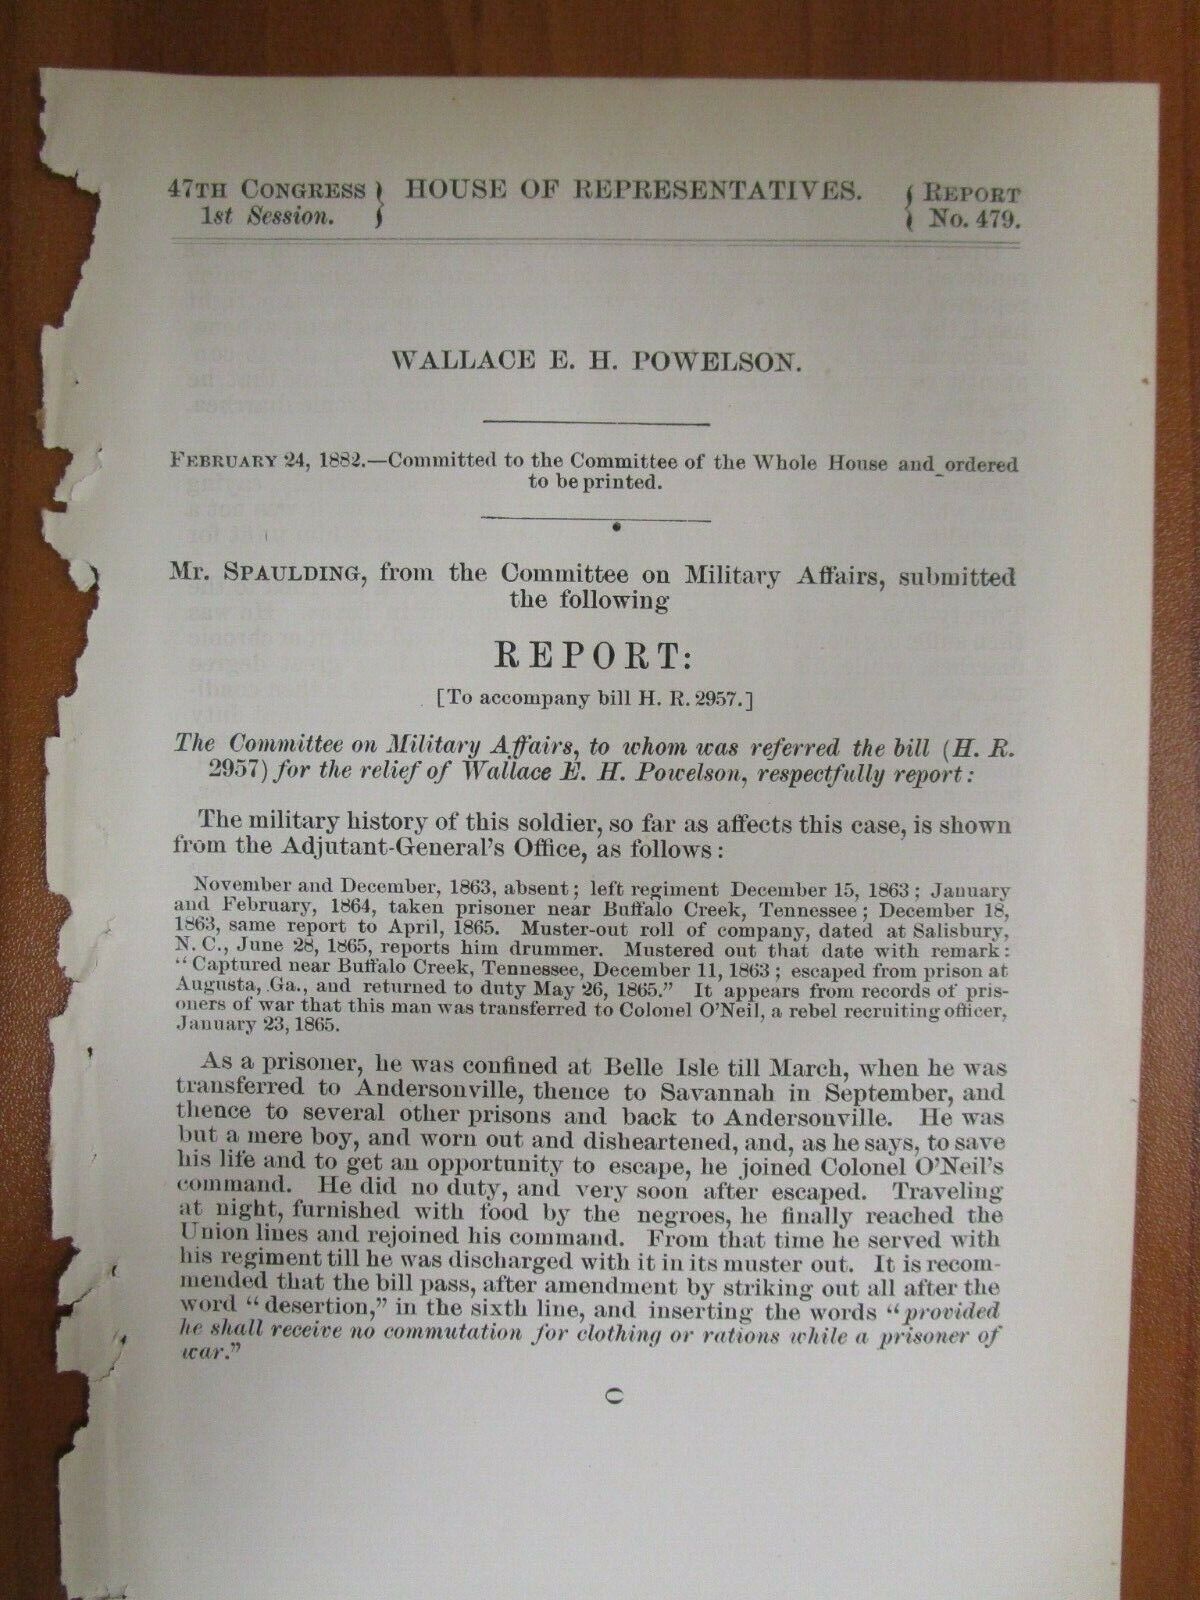 47TH CONGRESS } HOUSE OF REPRESENTATIVES. { REPORT
1st Session. } { No. 479.
WALLACE E. H. POWELSON.
FEBRUARY 24, 1882.—Committed to the Committee of the Whole House and ordered
to be printed.
Mr. SPAULDING, from the Committee on Military Affairs, submitted
the following
REPORT:
[To accompany bill H. R. 2957.]
The Committee on Military Affairs, to whom was referred the bill (H. R.
2957) for the relief of Wallace E. H. Powelson, respectfully report:
The military history of this soldier, so far as affects this case, is shown
from the Adjutant-General's Office, as follows:
November and December, 1863, absent; left regiment December 15, 1863; January
and February, 1864, taken prisoner near Buffalo Creek, Tennessee; December 18,
1863, same report to April, 1865. Muster-out roll of company, dated at Salisbury,
N. C., June 28, 1865, reports him drummer. Mustered out that date with remark:
"Captured near Buffalo Creek, Tennessee, December 11, 1863; escaped from prison at
Augusta, Ga., and returned to duty May 26, 1865." It appears from records of pris-
oners of war that this man was transferred to Colonel O'Neil, a rebel recruiting officer,
January 23, 1865.
As a prisoner, he was confined at Belle Isle till March, when he was
transferred to Andersonville, thence to Savannah in September, and
thence to several other prisons and back to Andersonville. He was
but a mere boy, and worn out and disheartened, and, as he says, to save
his life and to get an opportunity to escape, he joined Colonel O'Neil's
command. He did no duty, and very soon after escaped. Traveling
at night, furnished with food by the negroes, he finally reached the
Union lines and rejoined his command. From that time he served with
his regiment till he was discharged with it in its muster out. It is recom-
mended that the bill pass, after amendment by striking out all after the
word "desertion," in the sixth line, and inserting the words "provided
he shall receive no commutation for clothing or rations while a prisoner of
war."